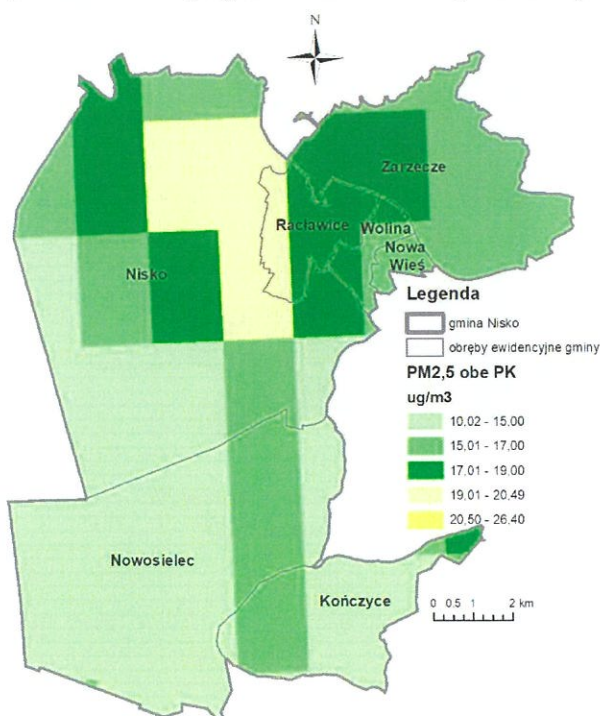 N
Zarzecze
Racławice
Wolina
Nowa
Wieś
Nisko
Legenda
gmina Nisko
obręby ewidencyjne gminy
PM2,5 obe PK
ug/m3
10.02 - 15.00
15,01 - 17,00
17.01 - 19.00
19,01 - 20,49
20,50 - 26.40
Nowosielec
Kończyce
0 0.5 1 2 km